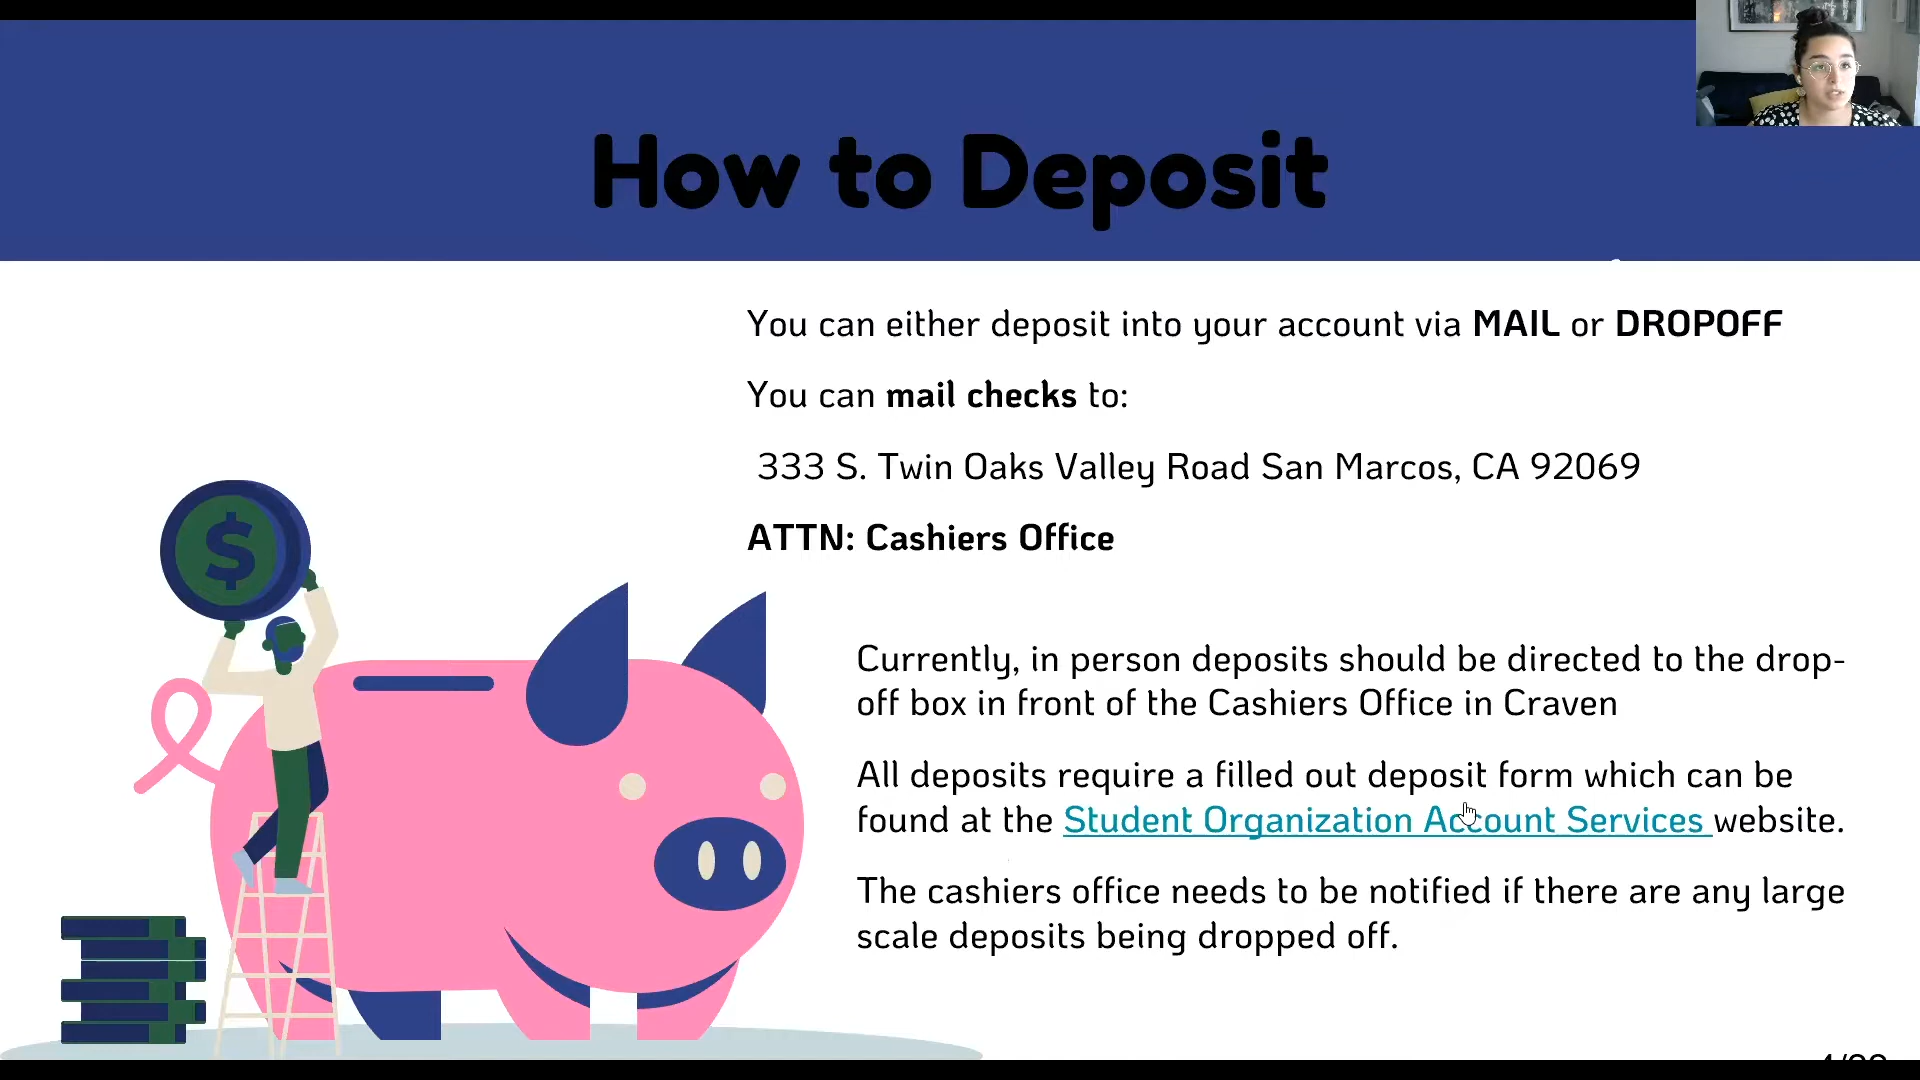 How to Deposit
You can either deposit into your account via MAIL or DROPOFF
You can mail checks to:
333 S. Twin Oaks Valley Road San Marcos, CA 92069
ATTN: Cashiers Office
$
Currently, in person deposits should be directed to the drop-
off box in front of the Cashiers Office in Craven
All deposits require a filled out deposit form which can be
found at the Student Organization Account Services website.
The cashiers office needs to be notified if there are any large
scale deposits being dropped off.